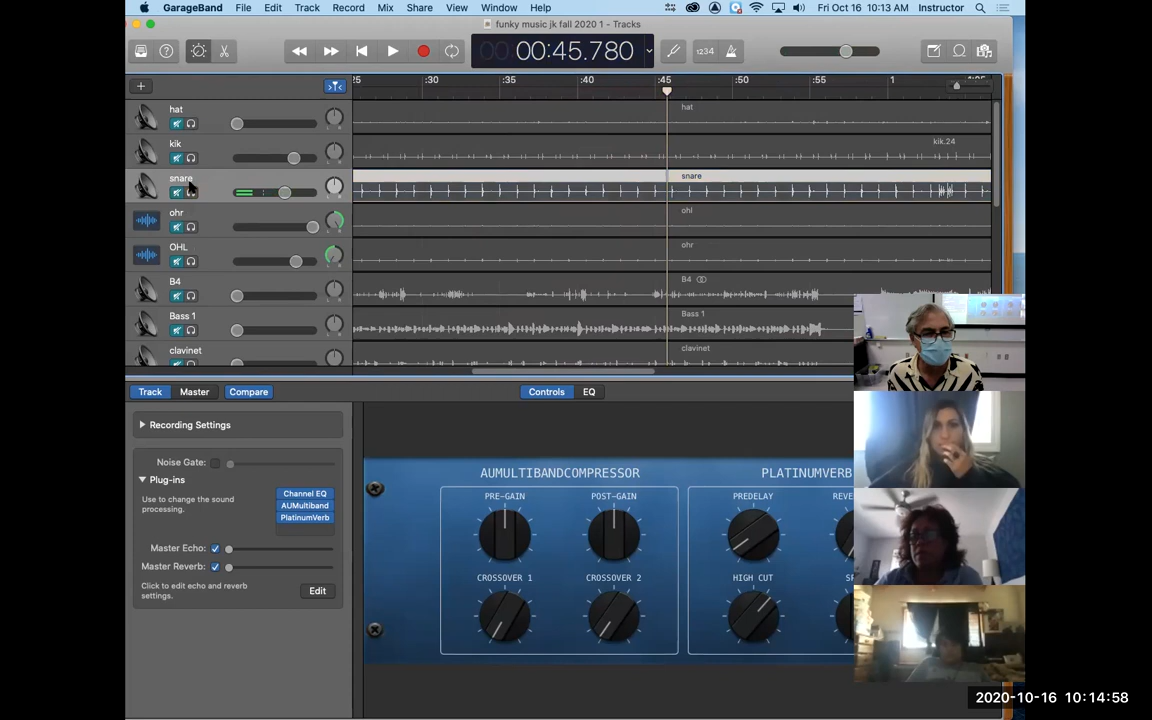 GarageBand File Edit Track Record Mix Share View Window Help Fri Oct 16 10:13 AM Instructor
funky music jk fall 2020 1 - Tracks
00:45.780
1234
:30 :35 :40 :45 :50 :55 1
hat
hat
kik
kik.24
snare
snare
ohr
ohl
OHL
ohr
B4
B4
Bass 1
Bass 1
clavinet
clavinet
Track Master Compare Controls EQ
Recording Settings
Noise Gate:
Plug-ins
Use to change the sound
processing.
Channel EQ
AUMultiband
PlatinumVerb
Master Echo:
Master Reverb:
Click to edit echo and reverb
settings.
Edit
AUMULTIBANDCOMPRESSOR
PRE-GAIN POST-GAIN
CROSSOVER 1 CROSSOVER 2
PLATINUMVERB
PREDELAY
HIGH CUT
2020-10-16 10:14:58